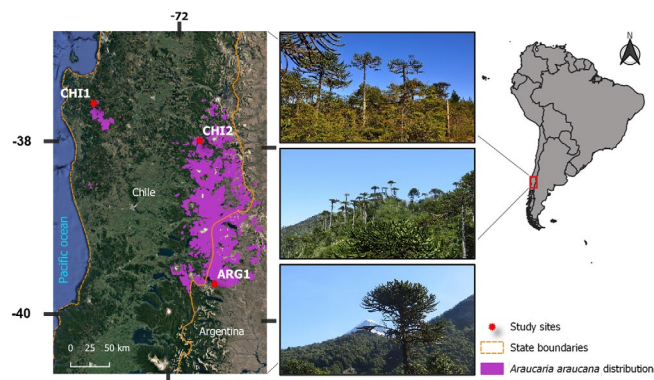 -72
N
CHI1
-38
CHI2
Chile
Pacific ocean
ARG1
-40
Argentina
0 25 50 km
Study sites
State boundaries
Araucaria araucana distribution